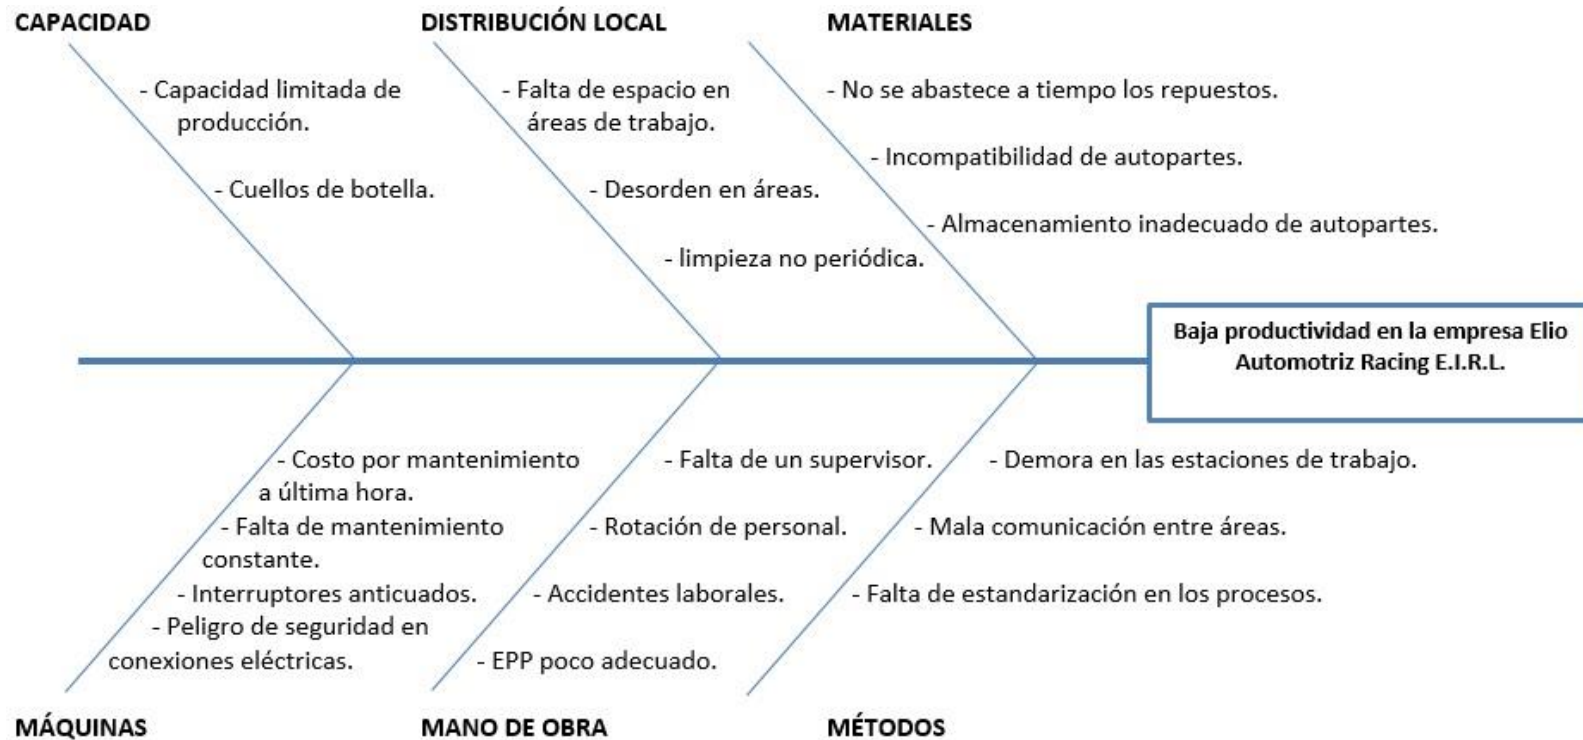 CAPACIDAD
- Capacidad limitada de
producción.
- Cuellos de botella.
DISTRIBUCIÓN LOCAL
- Falta de espacio en
áreas de trabajo.
- Desorden en áreas.
- limpieza no periódica.
MATERIALES
- No se abastece a tiempo los repuestos.
- Incompatibilidad de autopartes.
- Almacenamiento inadecuado de autopartes.
Baja productividad en la empresa Elio
Automotriz Racing E.I.R.L.
- Costo por mantenimiento
a última hora.
- Falta de mantenimiento
constante.
- Interruptores anticuados.
- Peligro de seguridad en
conexiones eléctricas.
MÁQUINAS
- Falta de un supervisor.
- Rotación de personal.
- Accidentes laborales.
- EPP poco adecuado.
MANO DE OBRA
- Demora en las estaciones de trabajo.
- Mala comunicación entre áreas.
- Falta de estandarización en los procesos.
MÉTODOS